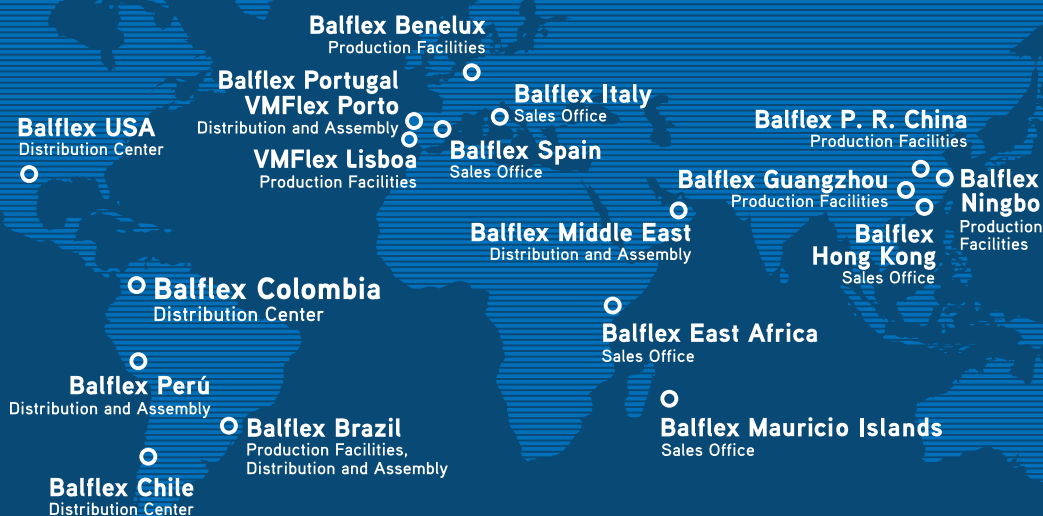 Balflex Benelux
Production Facilities
Balflex Portugal
VMFlex Porto
Distribution and Assembly
VMFlex Lisboa
Production Facilities
Balflex Italy
Sales Office
Balflex Spain
Sales Office
Balflex USA
Distribution Center
Balflex P. R. China
Production Facilities
Balflex Guangzhou
Production Facilities
Balflex
Ningbo
Production
Facilities
Balflex
Hong Kong
Sales Office
Balflex Middle East
Distribution and Assembly
Balflex Colombia
Distribution Center
Balflex East Africa
Sales Office
Balflex Perú
Distribution and Assembly
Balflex Brazil
Production Facilities,
Distribution and Assembly
Balflex Mauricio Islands
Sales Office
Balflex Chile
Distribution Center